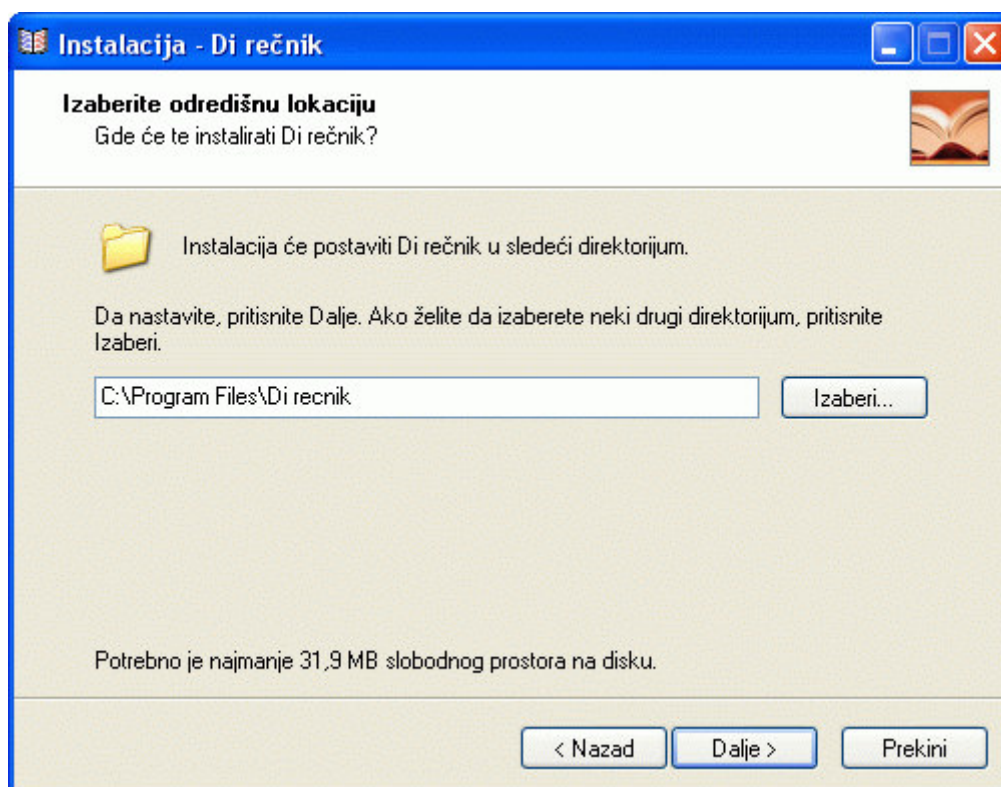 Instalacija - Di rečnik
Izaberite odredišnu lokaciju
Gde će te instalirati Di rečnik?
Instalacija će postaviti Di rečnik u sledeći direktorijum.
Da nastavite, pritisnite Dalje. Ako želite da izaberete neki drugi direktorijum, pritisnite
Izaberi.
C:\Program Files\Di recnik
Izaberi...
Potrebno je najmanje 31,9 MB slobodnog prostora na disku.
< Nazad
Dalje >
Prekini